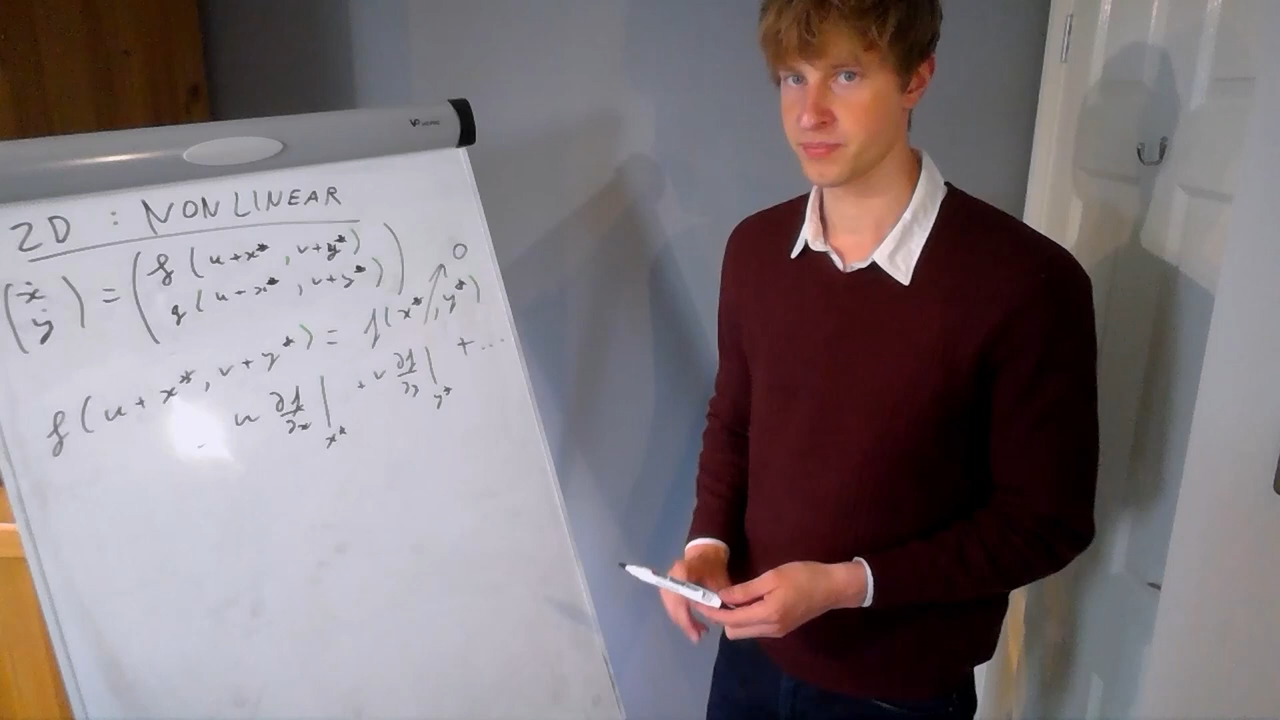 2D : NONLINEAR
(ẋ ẏ) = (f(u+x*, v+y*) g(u+x*, v+y*))
f(u+x*, v+y*) = f(x*, y*) 0
u ∂f/∂x |x* + v ∂f/∂y |y* + ...